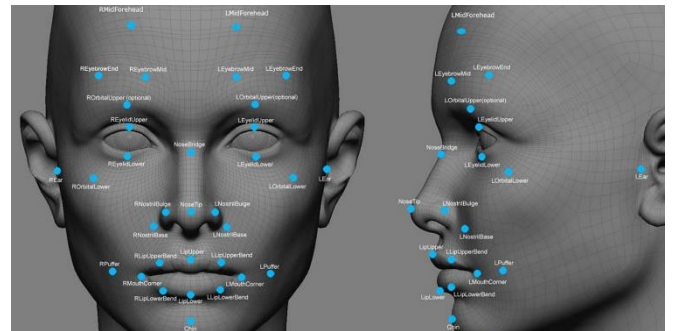 RMidForehead
LMidForehead
REyebrowEnd
REyebrowMid
LEyebrowMid
LEyebrowEnd
ROrbitalUpper (optional)
LOrbitalUpper(optional)
REyelidUpper
LEyelidUpper
NoseBridge
REyelidLower
LEyelidLower
REar
LEar
ROrbitalLower
LOrbitalLower
RNostrilBulge
NoseTip
LNostrilBulge
RNostrilBase
LNostrilBase
LipUpper
RLipUpperBend
LLipUpperBend
RPuffer
LPuffer
RMouthCorner
LMouthCorner
RLipLowerBend
LipLower
LLipLowerBend
Chin
LMidForehead
LEyebrowEnd
LEyebrowMid
LOrbitalUpper(optional)
LEyelidUpper
NoseBridge
LEyelidLower
LOrbitalLower
LEar
NoseTip
LNostrilBulge
LNostrilBase
LipUpper
LLipUpperBend
LPuffer
LMouthCorner
LipLower
LLipLowerBend
Chin